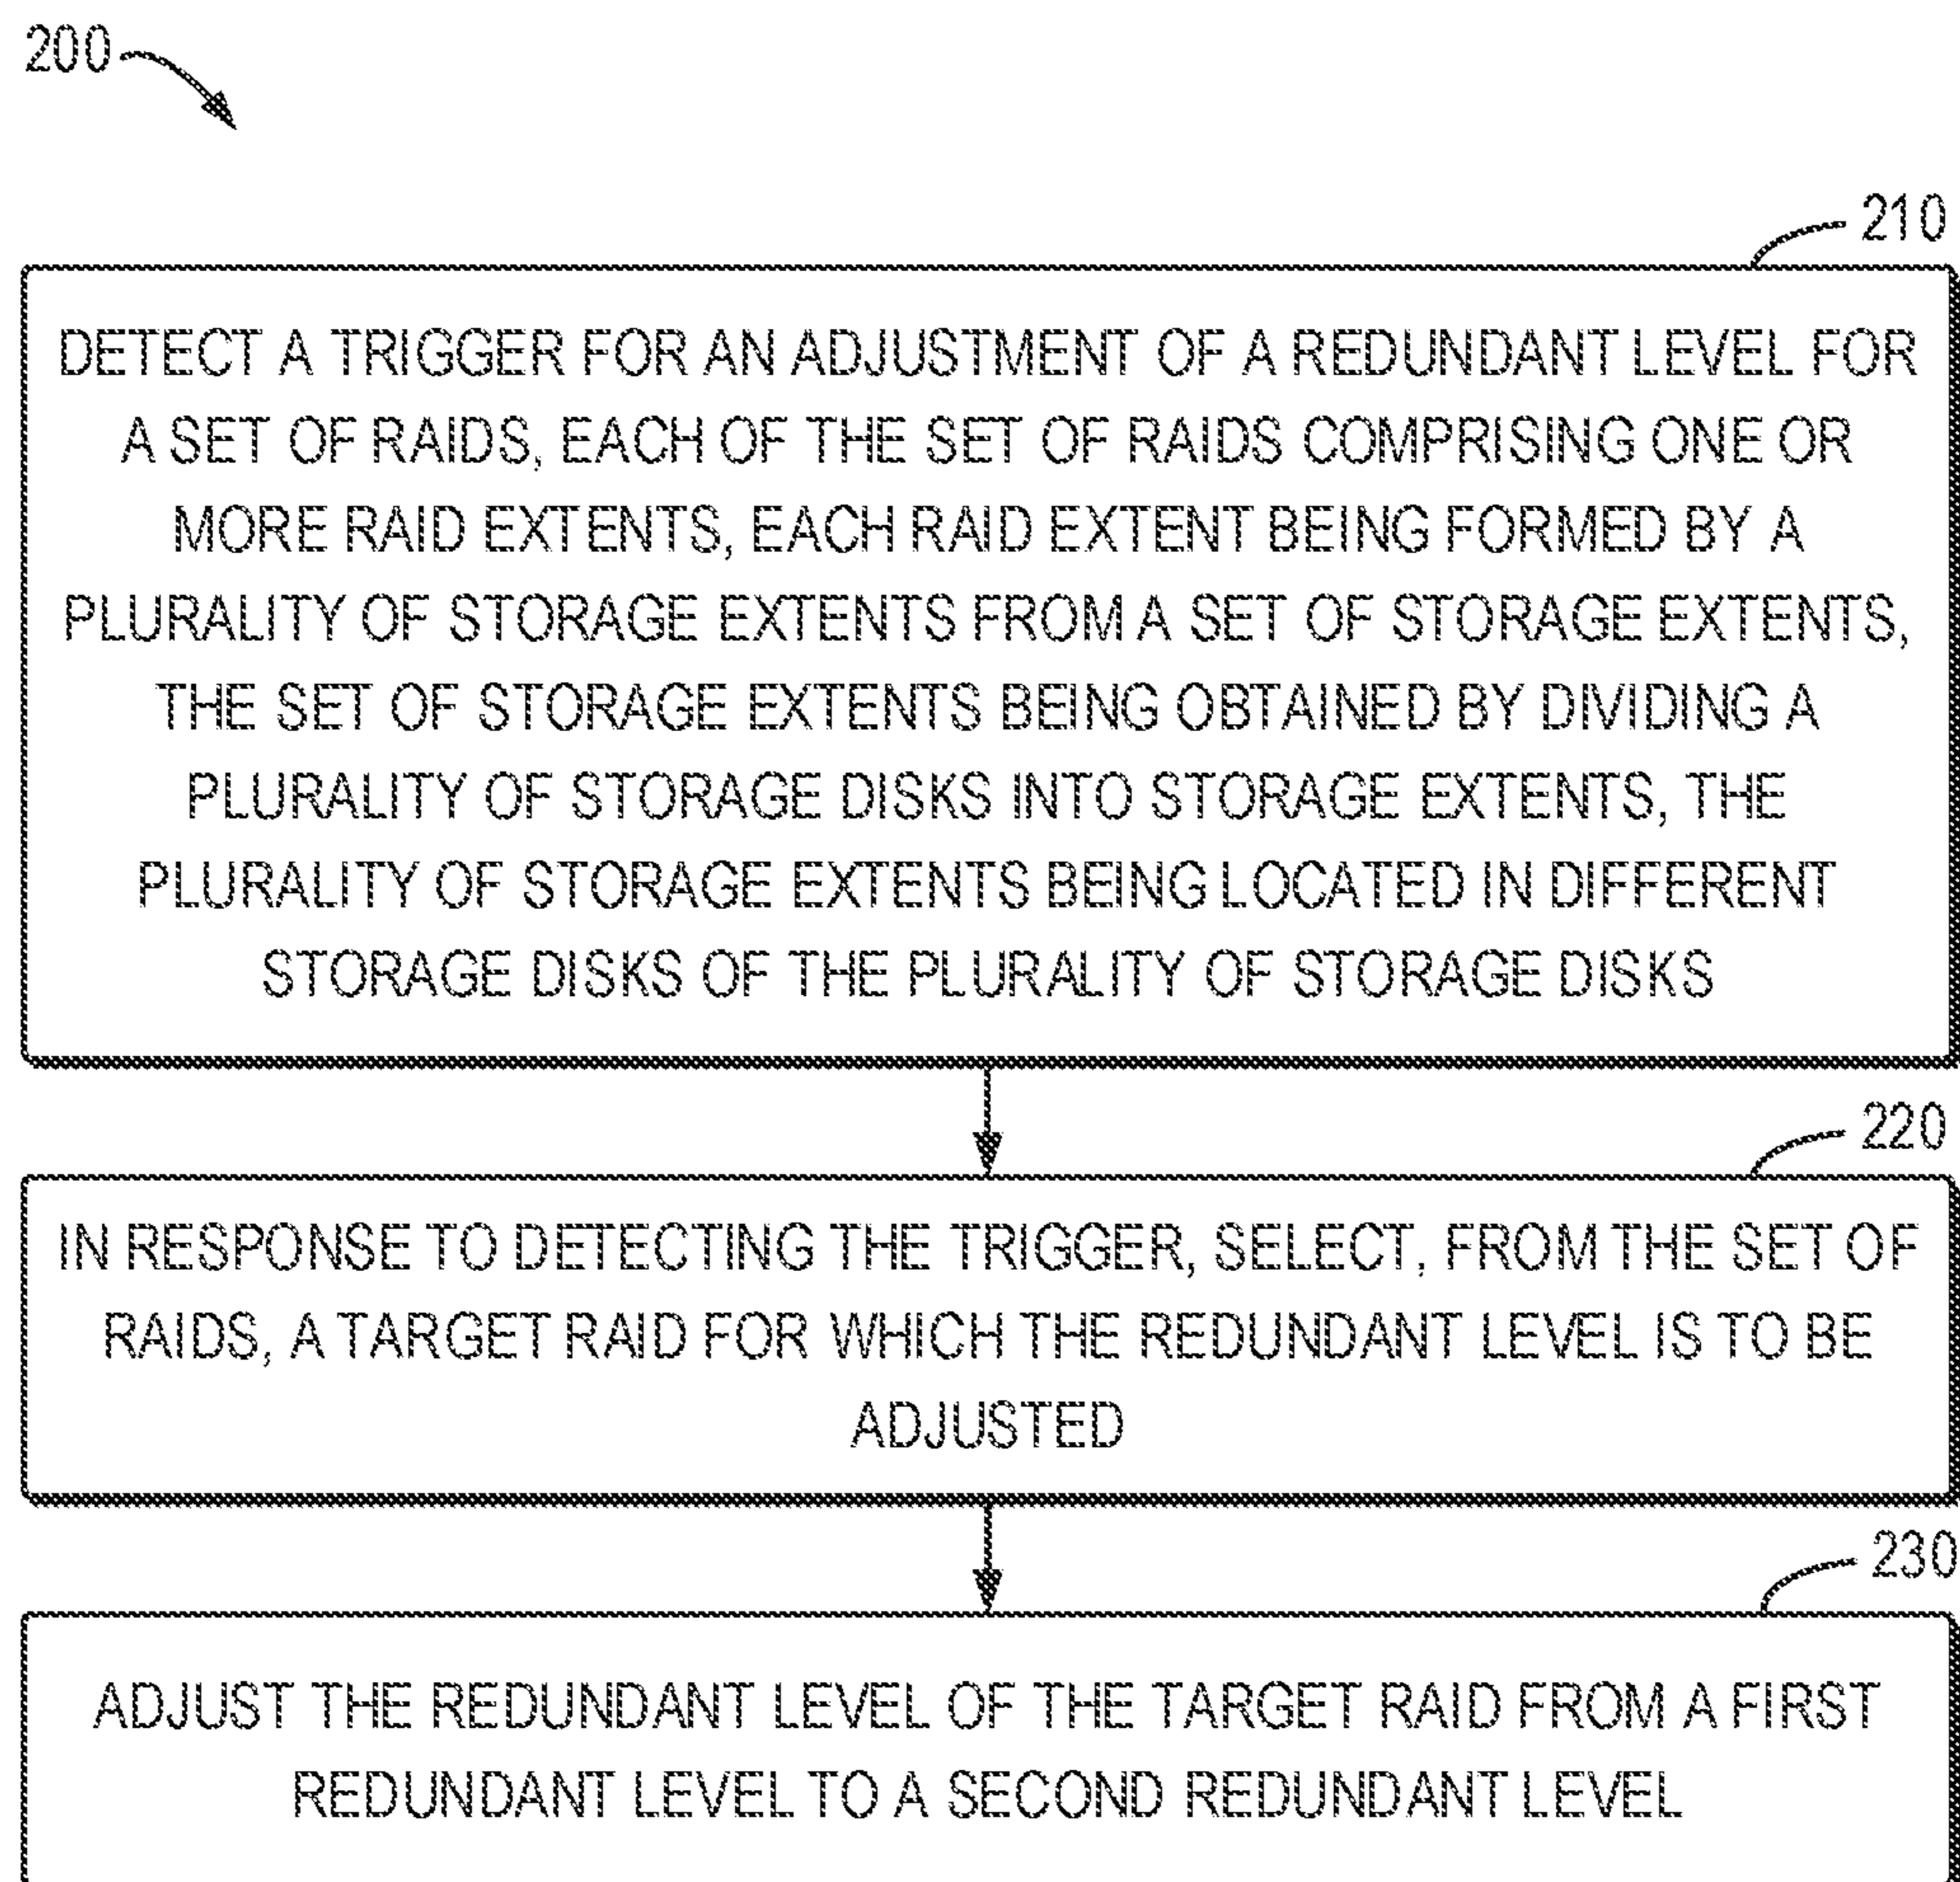 200
210
DETECT A TRIGGER FOR AN ADJUSTMENT OF A REDUNDANT LEVEL FOR
A SET OF RAIDS, EACH OF THE SET OF RAIDS COMPRISING ONE OR
MORE RAID EXTENTS, EACH RAID EXTENT BEING FORMED BY A
PLURALITY OF STORAGE EXTENTS FROM A SET OF STORAGE EXTENTS,
THE SET OF STORAGE EXTENTS BEING OBTAINED BY DIVIDING A
PLURALITY OF STORAGE DISKS INTO STORAGE EXTENTS, THE
PLURALITY OF STORAGE EXTENTS BEING LOCATED IN DIFFERENT
STORAGE DISKS OF THE PLURALITY OF STORAGE DISKS
220
IN RESPONSE TO DETECTING THE TRIGGER, SELECT, FROM THE SET OF
RAIDS, A TARGET RAID FOR WHICH THE REDUNDANT LEVEL IS TO BE
ADJUSTED
230
ADJUST THE REDUNDANT LEVEL OF THE TARGET RAID FROM A FIRST
REDUNDANT LEVEL TO A SECOND REDUNDANT LEVEL